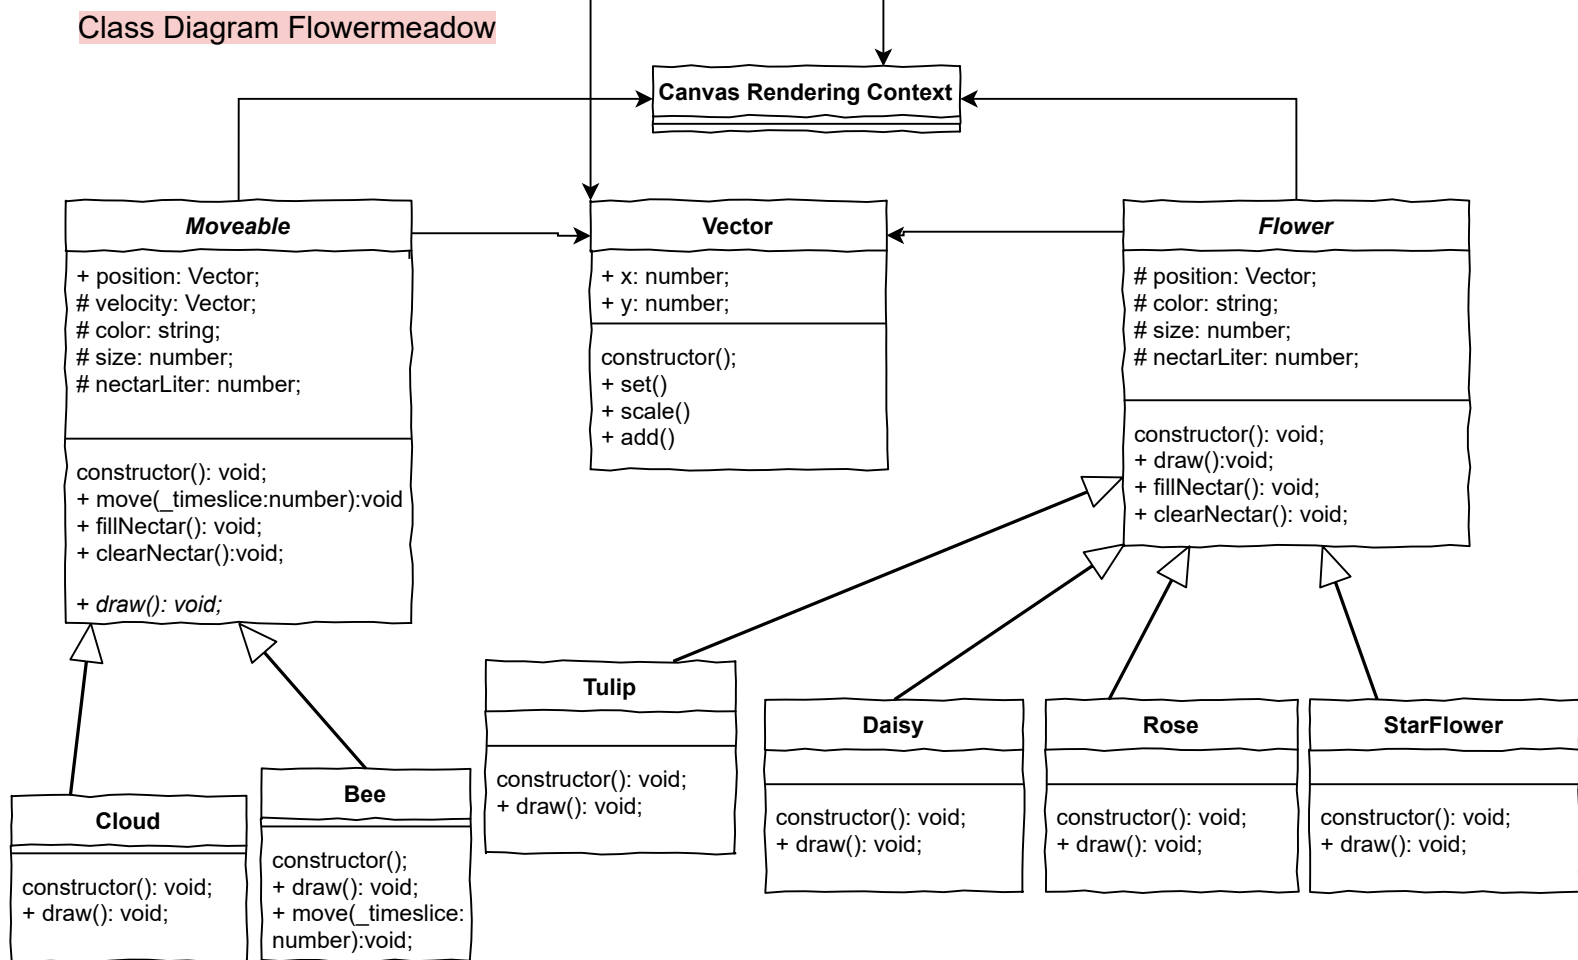 Class Diagram Flowermeadow
Canvas Rendering Context
Moveable
+ position: Vector;
# velocity: Vector;
# color: string;
# size: number;
# nectarLiter: number;
constructor(): void;
+ move(_timeslice:number):void
+ fillNectar(): void;
+ clearNectar():void;
+ draw(): void;
Vector
+ x: number;
+ y: number;
constructor();
+ set()
+ scale()
+ add()
Flower
# position: Vector;
# color: string;
# size: number;
# nectarLiter: number;
constructor(): void;
+ draw():void;
+ fillNectar(): void;
+ clearNectar(): void;
Cloud
constructor(): void;
+ draw(): void;
Bee
constructor();
+ draw(): void;
+ move(_timeslice:
number):void;
Tulip
constructor(): void;
+ draw(): void;
Daisy
constructor(): void;
+ draw(): void;
Rose
constructor(): void;
+ draw(): void;
StarFlower
constructor(): void;
+ draw(): void;